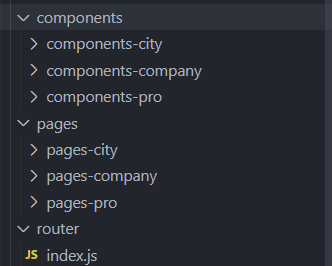 components
components-city
components-company
components-pro
pages
pages-city
pages-company
pages-pro
router
JS index.js